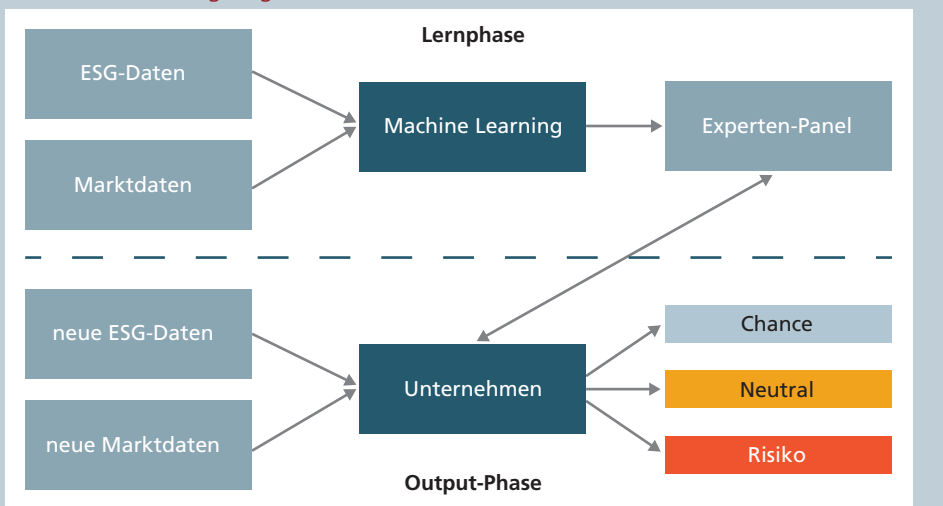 Lernphase
ESG-Daten
Machine Learning
Experten-Panel
Marktdaten
neue ESG-Daten
Chance
Unternehmen
Neutral
neue Marktdaten
Risiko
Output-Phase